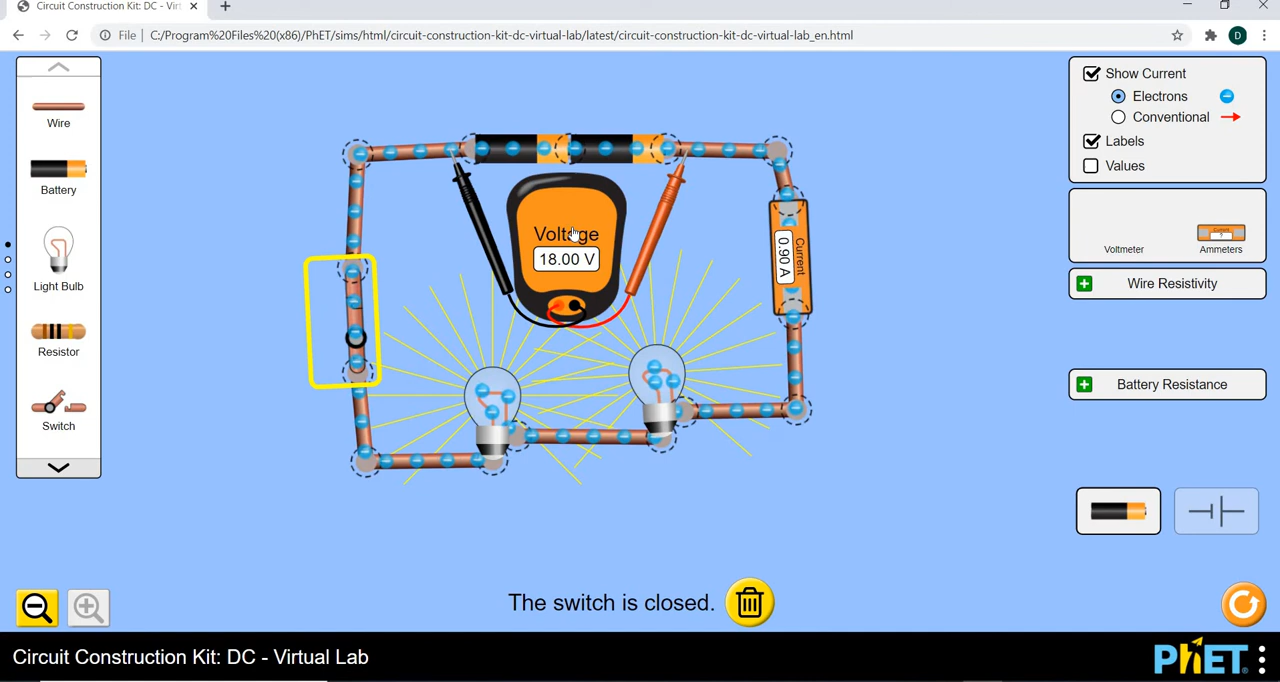 Circuit Construction Kit: DC - Virt
File
C:/Program%20Files%20(x86)/PhET/sims/html/circuit-construction-kit-dc-virtual-lab/latest/circuit-construction-kit-dc-virtual-lab_en.html
D
Wire
Battery
Light Bulb
Resistor
Switch
Voltage
18.00 V
Current
0.90 A
Show Current
Electrons
Conventional
Labels
Values
Voltmeter
Current
?
Ammeters
Wire Resistivity
Battery Resistance
The switch is closed.
Circuit Construction Kit: DC - Virtual Lab
PhET